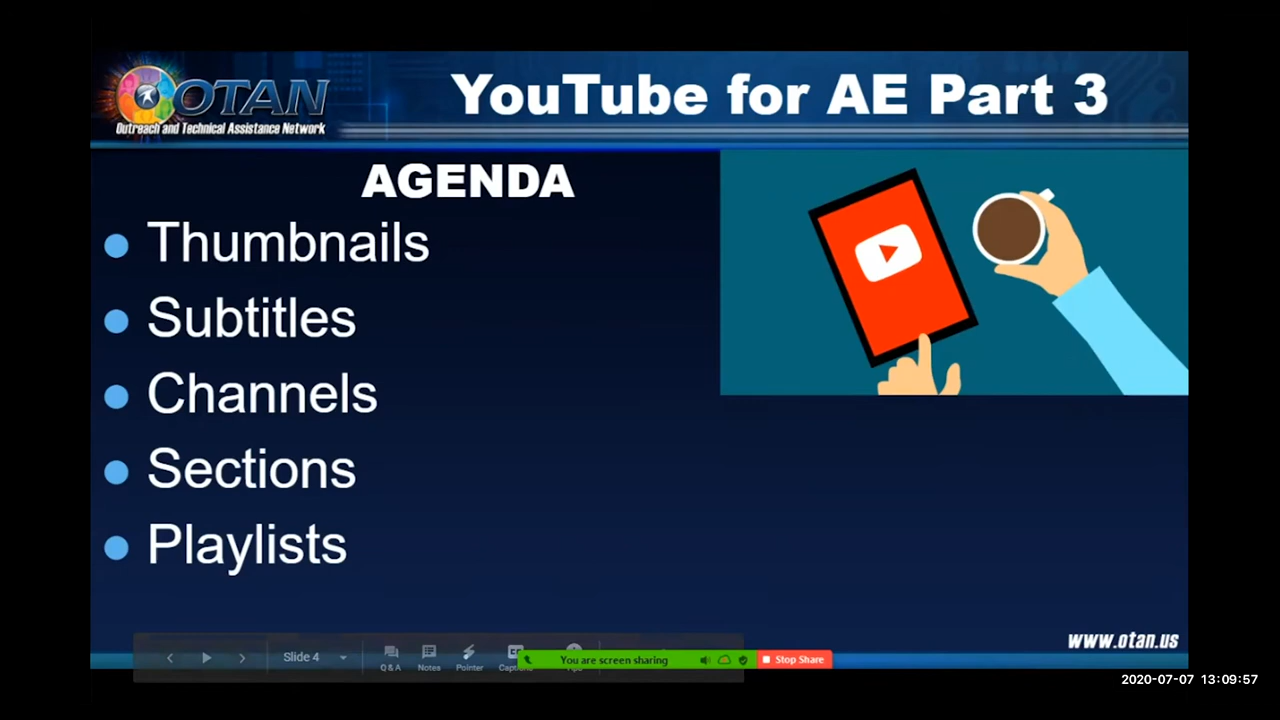 OTAN
Outreach and Technical Assistance Network
YouTube for AE Part 3
AGENDA
Thumbnails
Subtitles
Channels
Sections
Playlists
www.otan.us
Slide 4
Q & A
Notes
Pointer
You are screen sharing
Stop Share
2020-07-07 13:09:57